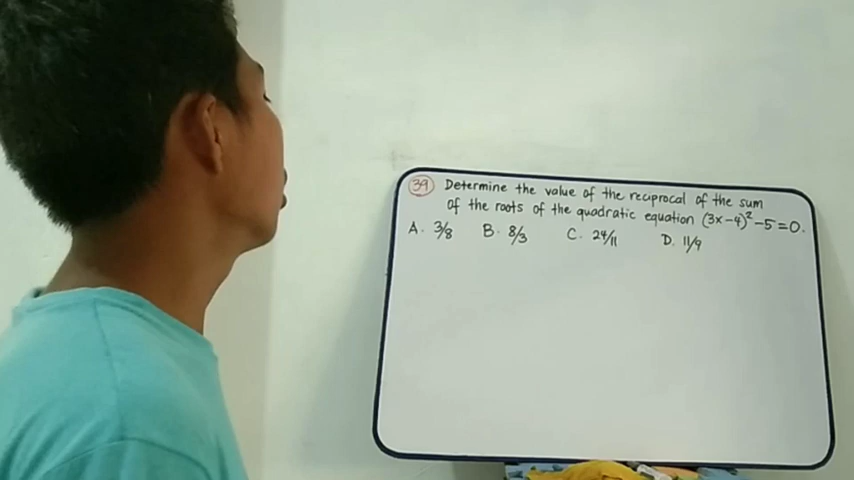 39 Determine the value of the reciprocal of the sum
of the roots of the quadratic equation (3x-4)²-5=0.
A. 3/8 B. 8/3 C. 24/11 D. 11/9